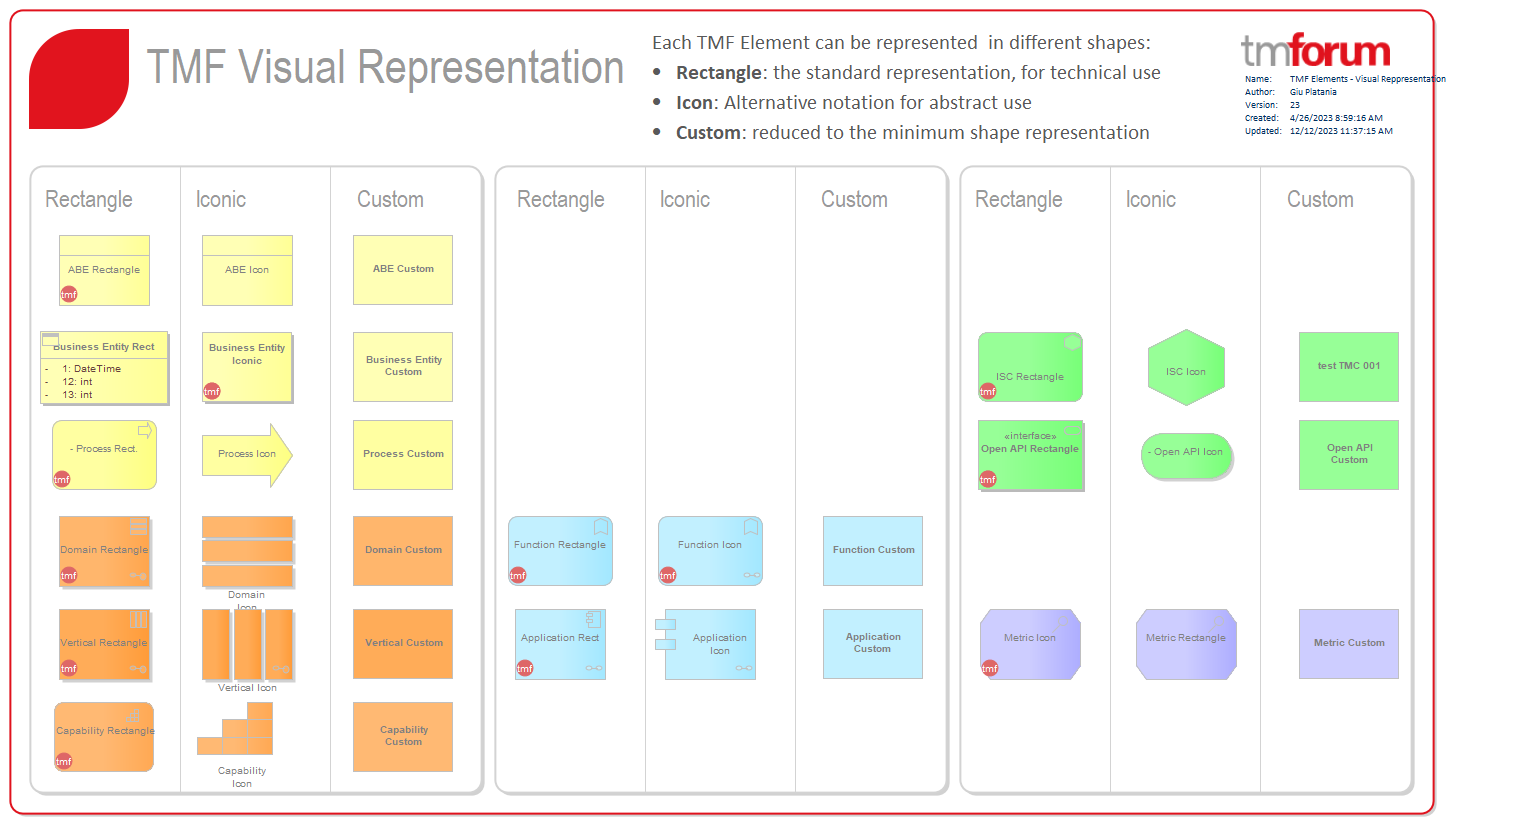 TMF Visual Representation
Each TMF Element can be represented  in different shapes:
• Rectangle: the standard representation, for technical use
• Icon: Alternative notation for abstract use
• Custom: reduced to the minimum shape representation
tmforum
Name: TMF Elements - Visual Reppresentation
Author: Giu Platania
Version: 23
Created: 4/26/2023 8:59:16 AM
Updated: 12/12/2023 11:37:15 AM
Rectangle
Iconic
Custom
ABE Rectangle
tmf
ABE Icon
ABE Custom
Business Entity Rect
- 1: DateTime
- 12: int
- 13: int
Business Entity
Iconic
tmf
Business Entity
Custom
- Process Rect.
tmf
Process Icon
Process Custom
Domain Rectangle
tmf
Domain
Icon
Domain Custom
Vertical Rectangle
tmf
Vertical Icon
Vertical Custom
Capability Rectangle
tmf
Capability
Icon
Capability
Custom
Rectangle
Iconic
Custom
Function Rectangle
tmf
Function Icon
tmf
Function Custom
Application Rect
tmf
Application
Icon
Application
Custom
Rectangle
Iconic
Custom
ISC Rectangle
tmf
ISC Icon
test TMC 001
«interface»
Open API Rectangle
tmf
- Open API Icon
Open API
Custom
Metric Icon
tmf
Metric Rectangle
Metric Custom